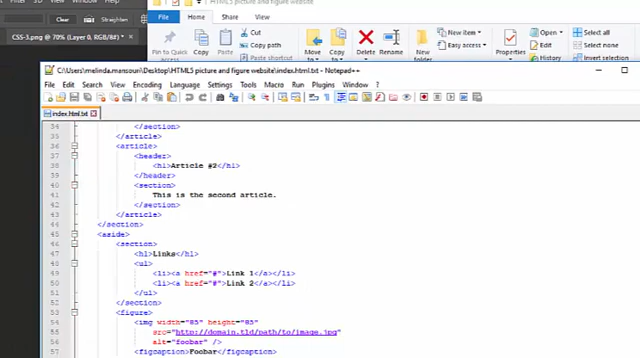 Filter 3D View Window Help
Clear Straighten
CSS-3.png @ 70% (Layer 0, RGB/8#) *
HTML5 picture and figure website
File Home Share View
Pin to Quick Access
Copy
Paste
Cut
Copy path
Paste shortcut
Move to
Copy to
Delete
Rename
New folder
New item
Easy access
Properties
Open
Edit
History
Select all
Select none
Invert selection
C:\Users\melinda.mansouri\Desktop\HTML5 picture and figure website\index.html.txt - Notepad++
File Edit Search View Encoding Language Settings Tools Macro Run Plugins Window ?
index.html.txt
34 </section>
35 </article>
36 <article>
37 <header>
38 <h1>Article #2</h1>
39 </header>
40 <section>
41 This is the second article.
42 </section>
43 </article>
44 </section>
45 <aside>
46 <section>
47 <h1>Links</h1>
48 <ul>
49 <li><a href="#">Link 1</a></li>
50 <li><a href="#">Link 2</a></li>
51 </ul>
52 </section>
53 <figure>
54 <img width="85" height="85"
55 src="http://domain.tld/path/to/image.jpg"
56 alt="foobar" />
57 <figcaption>Foobar</figcaption>